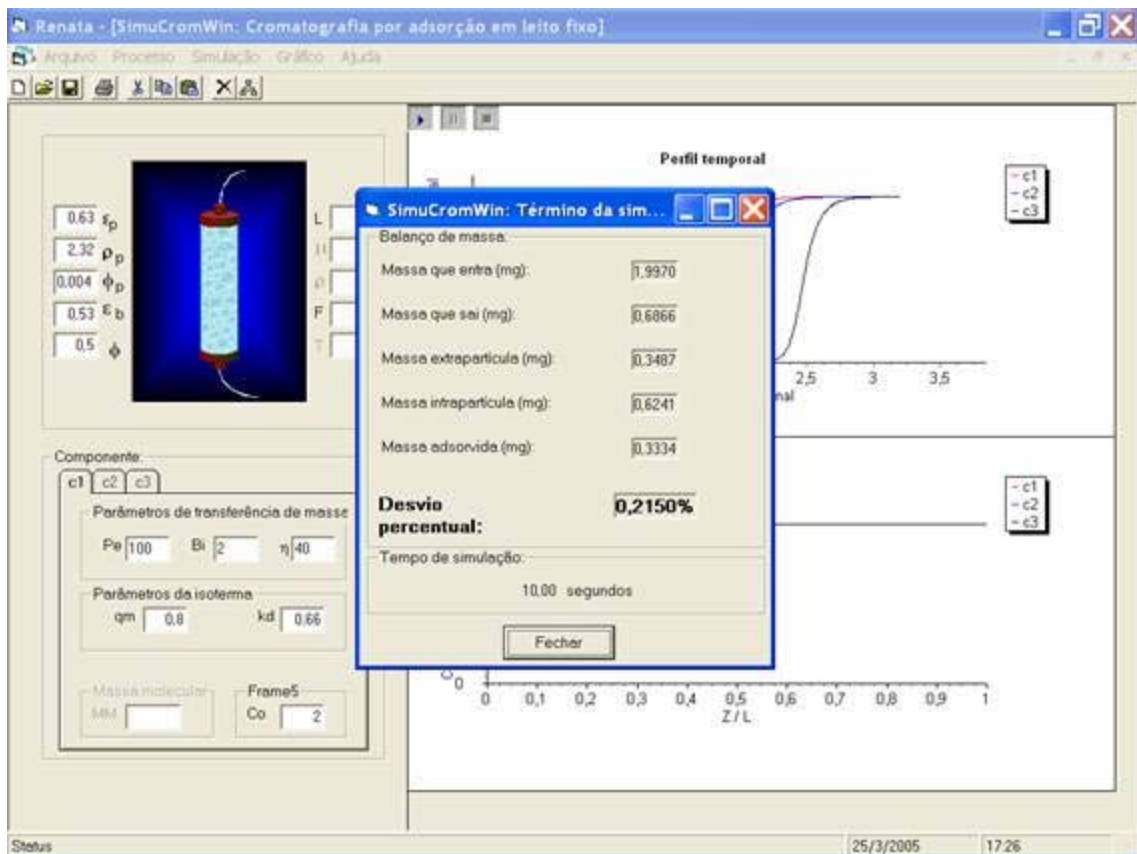 Renata - [SimuCromWin: Cromatografia por adsorção em leito fixo]
Arquivo Processo Simulação Gráfico Ajuda
0,63 εp
2,32 ρp
0,004 ϕp
0,53 εb
0,5 ϕ
L
F
Componente:
c1 c2 c3
Parâmetros de transferência de massa
Pe 100 Bi 2 η 40
Parâmetros da isoterma
qm 0,8 kd 0,66
Massa molecular
MM
Frame5
Co 2
Perfil temporal
c1
c2
c3
2,5 3 3,5
SimuCromWin: Término da sim...
Balanço de massa:
Massa que entra (mg): 1,9970
Massa que sai (mg): 0,6866
Massa extrapartícula (mg): 0,3487
Massa intrapartícula (mg): 0,6241
Massa adsorvida (mg): 0,3334
Desvio percentual: 0,2150%
Tempo de simulação:
10,00 segundos
Fechar
c1
c2
c3
0
0 0,1 0,2 0,3 0,4 0,5 0,6 0,7 0,8 0,9 1
Z / L
Status 25/3/2005 17:26